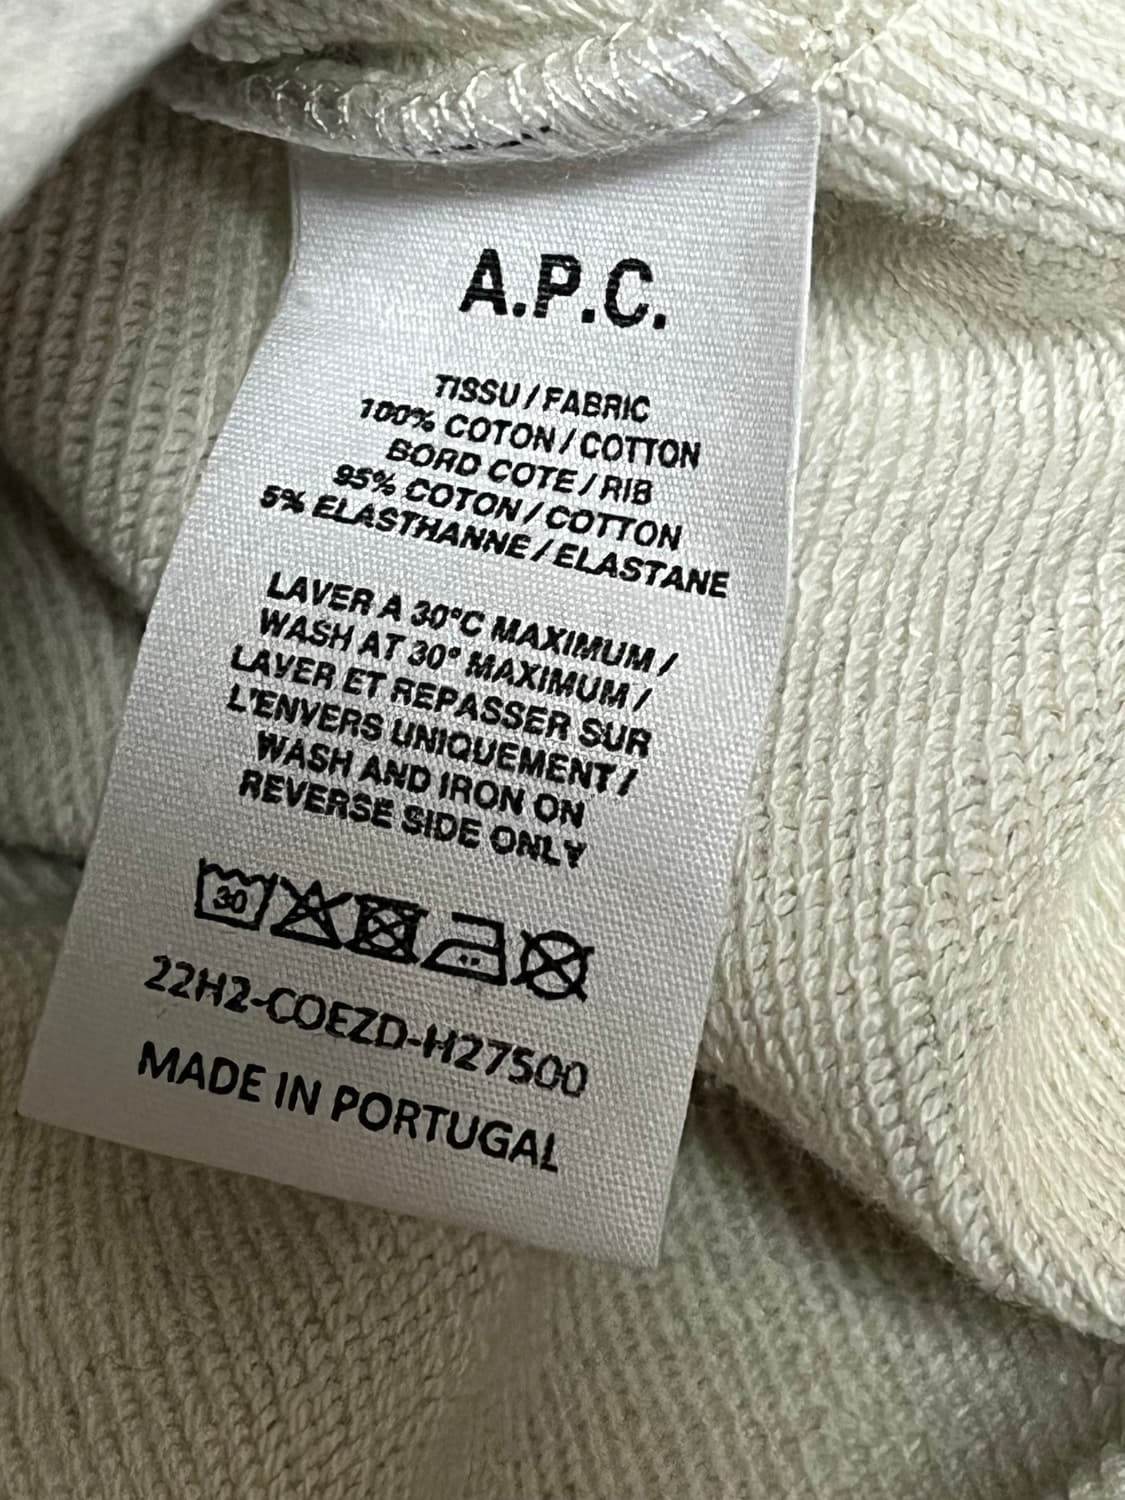 A.P.C.
TISSU / FABRIC
100% COTON / COTTON
BORD COTE / RIB
95% COTON / COTTON
5% ELASTHANNE / ELASTANE
LAVER A 30°C MAXIMUM /
WASH AT 30° MAXIMUM /
LAVER ET REPASSER SUR
L'ENVERS UNIQUEMENT /
WASH AND IRON ON
REVERSE SIDE ONLY
30
22H2-COEZD-H27500
MADE IN PORTUGAL